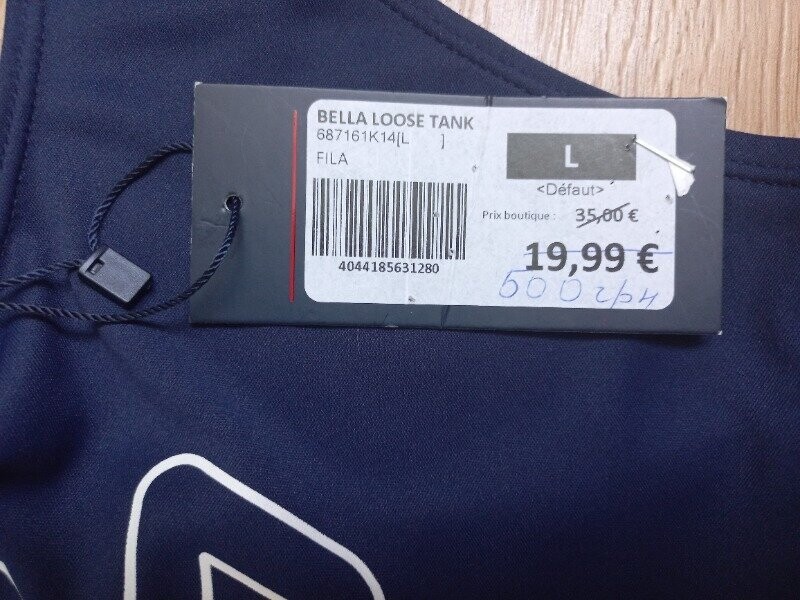 BELLA LOOSE TANK
687161K14[L ]
FILA
4044185631280
L
<Défaut>
Prix boutique : 35,00 €
19,99 €
500 грн